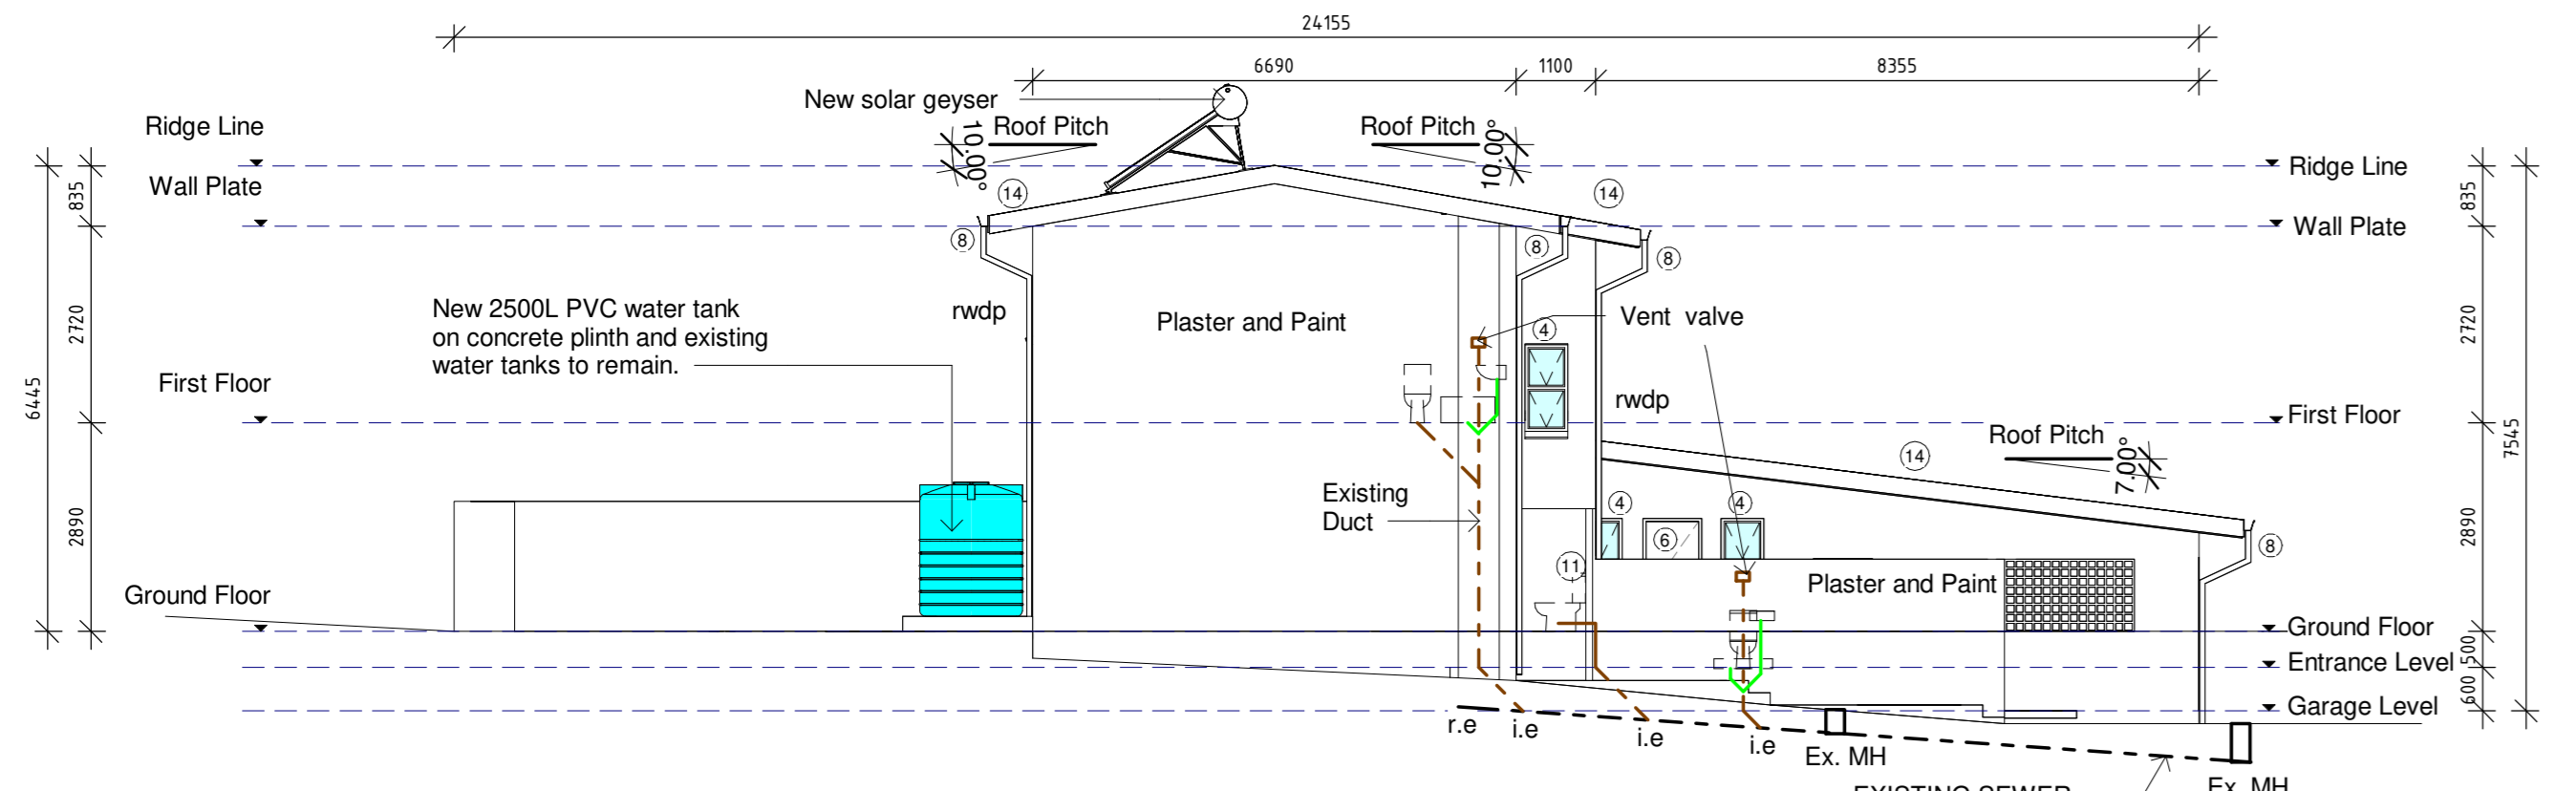 24155
6690
1100
8355
New solar geyser
Ridge Line
10.00°
Roof Pitch
Roof Pitch
10.00°
Ridge Line
Wall Plate
835
14
14
835
8
8
8
Wall Plate
New 2500L PVC water tank
on concrete plinth and existing
water tanks to remain.
rwdp
Plaster and Paint
Vent valve
4
2720
2720
First Floor
6445
rwdp
First Floor
7545
Roof Pitch
14
7.00°
Existing
Duct
4
4
6
8
2890
2890
11
Plaster and Paint
Ground Floor
Ground Floor
500
Entrance Level
600
Garage Level
r.e
i.e
i.e
i.e
Ex. MH
Ex. MH
EXISTING SEWER